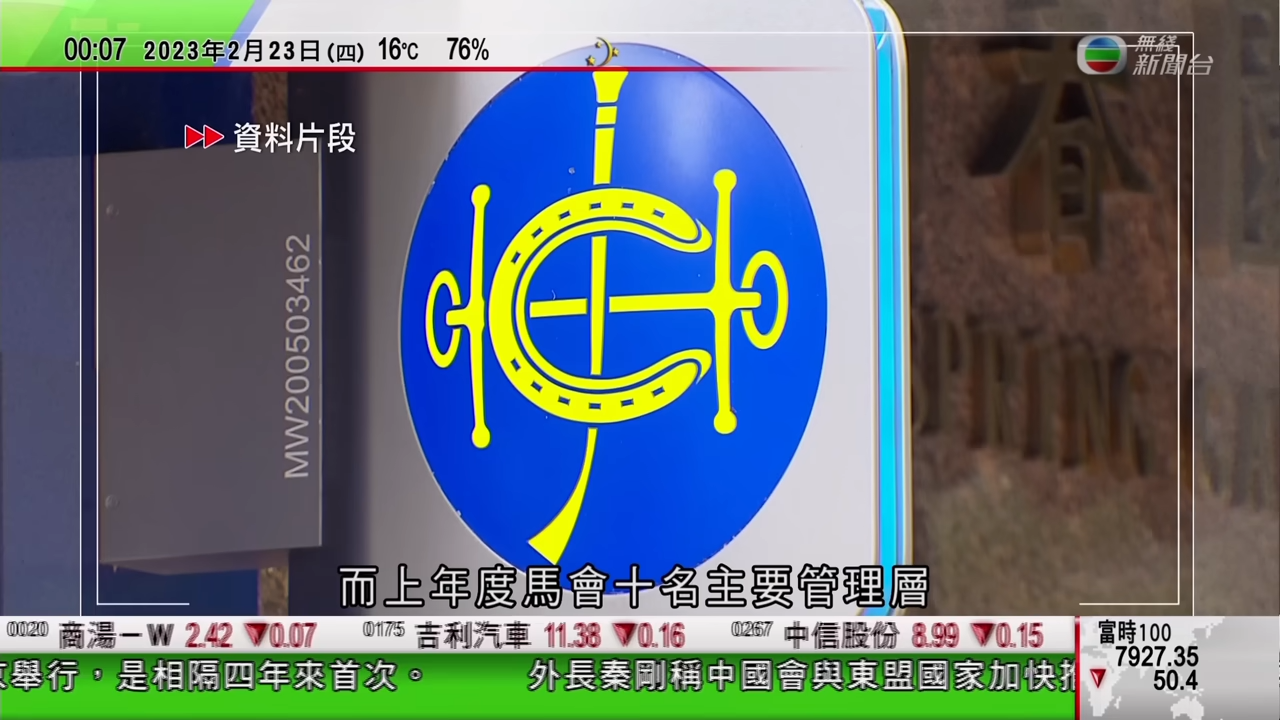 00:07 2023年2月23日(四) 16℃ 76%
無綫
新聞台
資料片段
MW200503462
而上年度馬會十名主要管理層
0020 商湯－W 2.42 ▼0.07 0175 吉利汽車 11.38 ▼0.16 0267 中信股份 8.99 ▼0.15
富時100
7927.35
▼ 50.4
京舉行，是相隔四年來首次。 外長秦剛稱中國會與東盟國家加快推